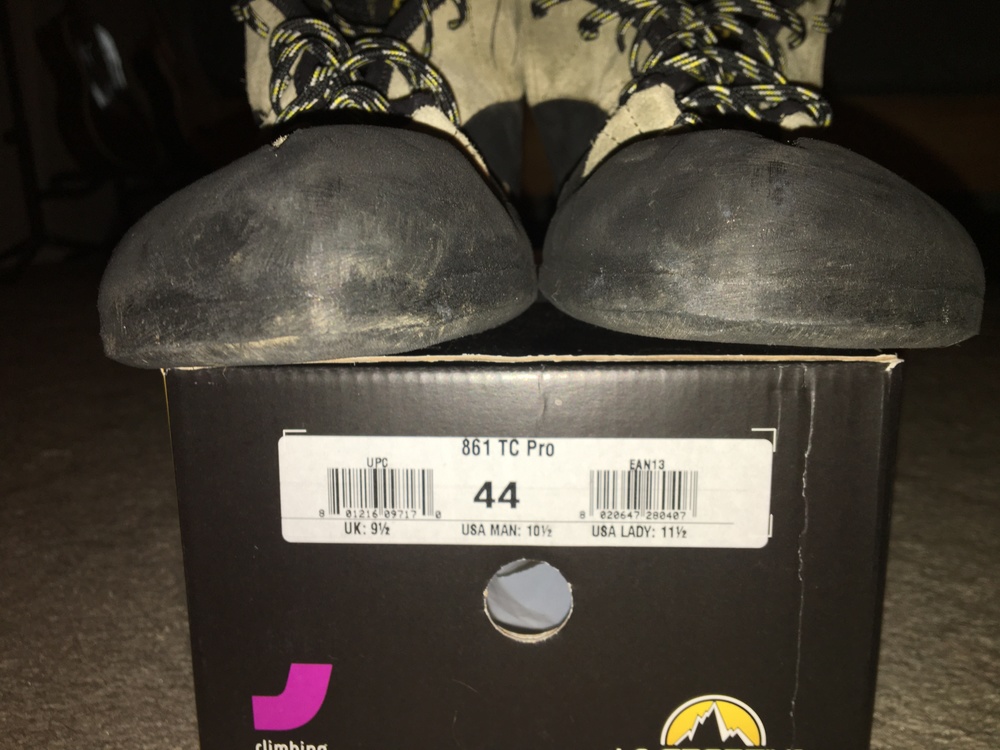 861 TC Pro
UPC
EAN13
44
8 01216 09717 0
8 020647 280407
UK: 9½
USA MAN: 10½
USA LADY: 11½
climbing